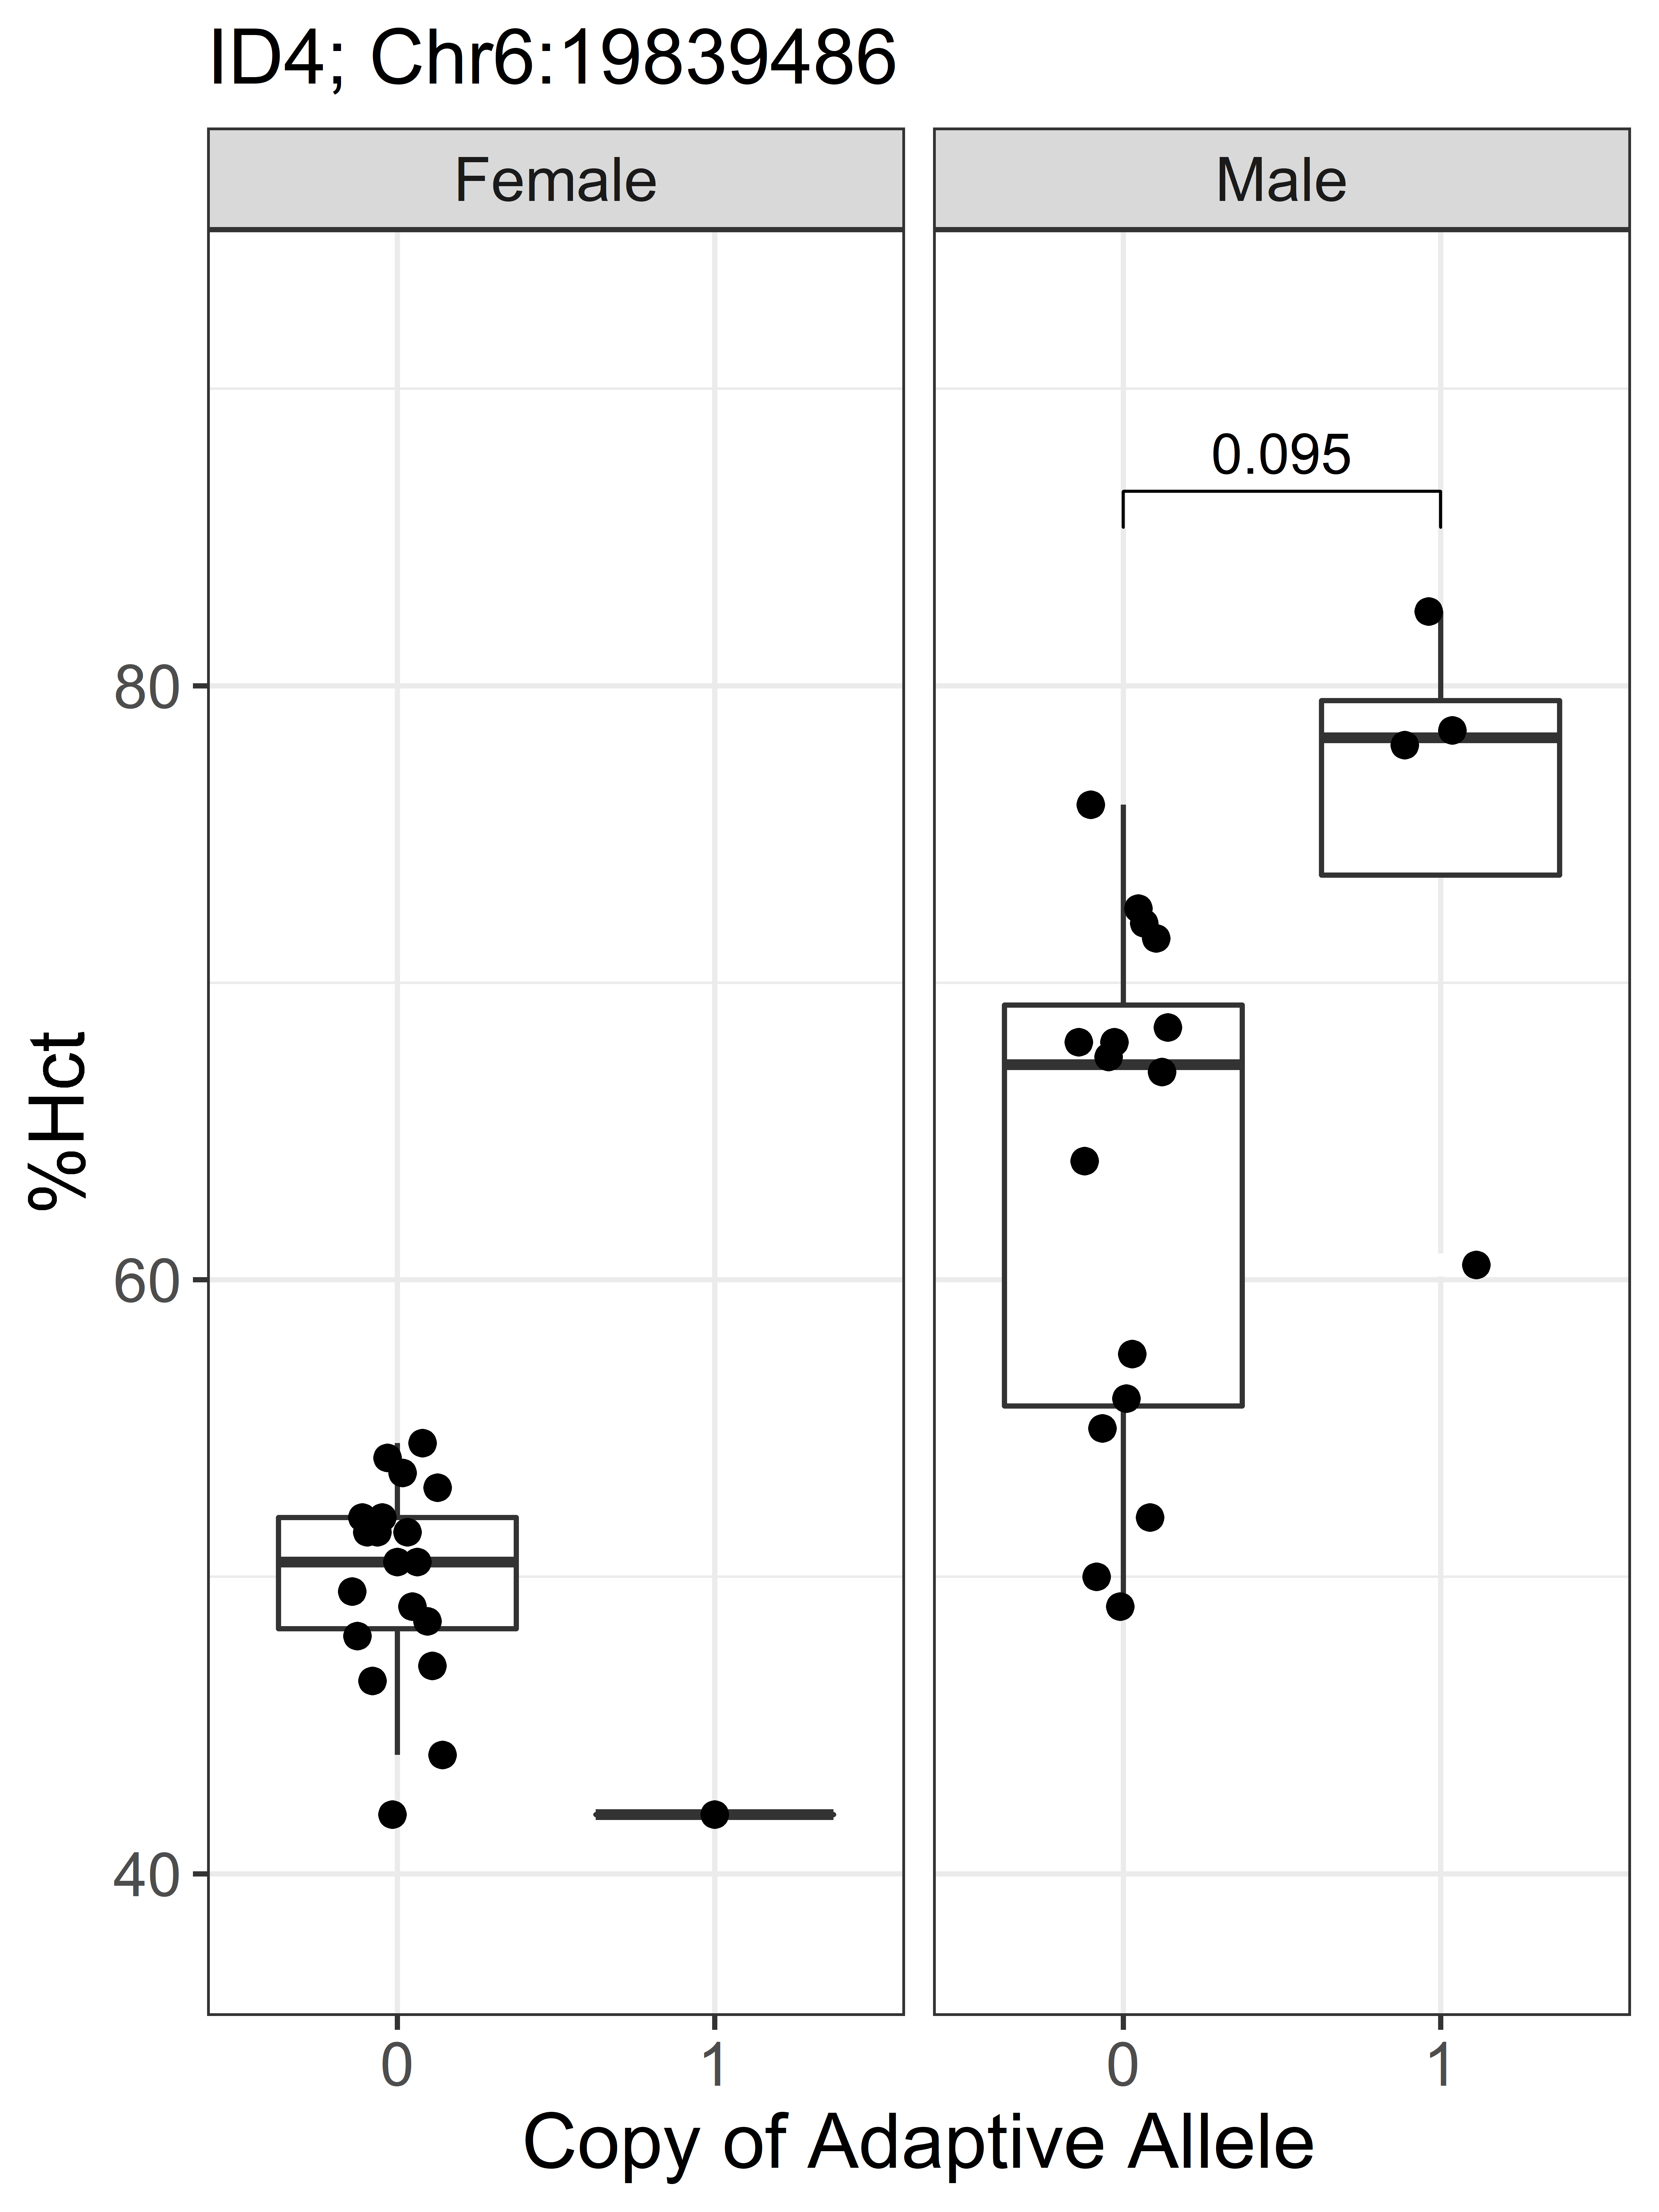 ID4; Chr6:19839486
Female Male
0.095
80
60
40
%Hct
0 1 0 1
Copy of Adaptive Allele